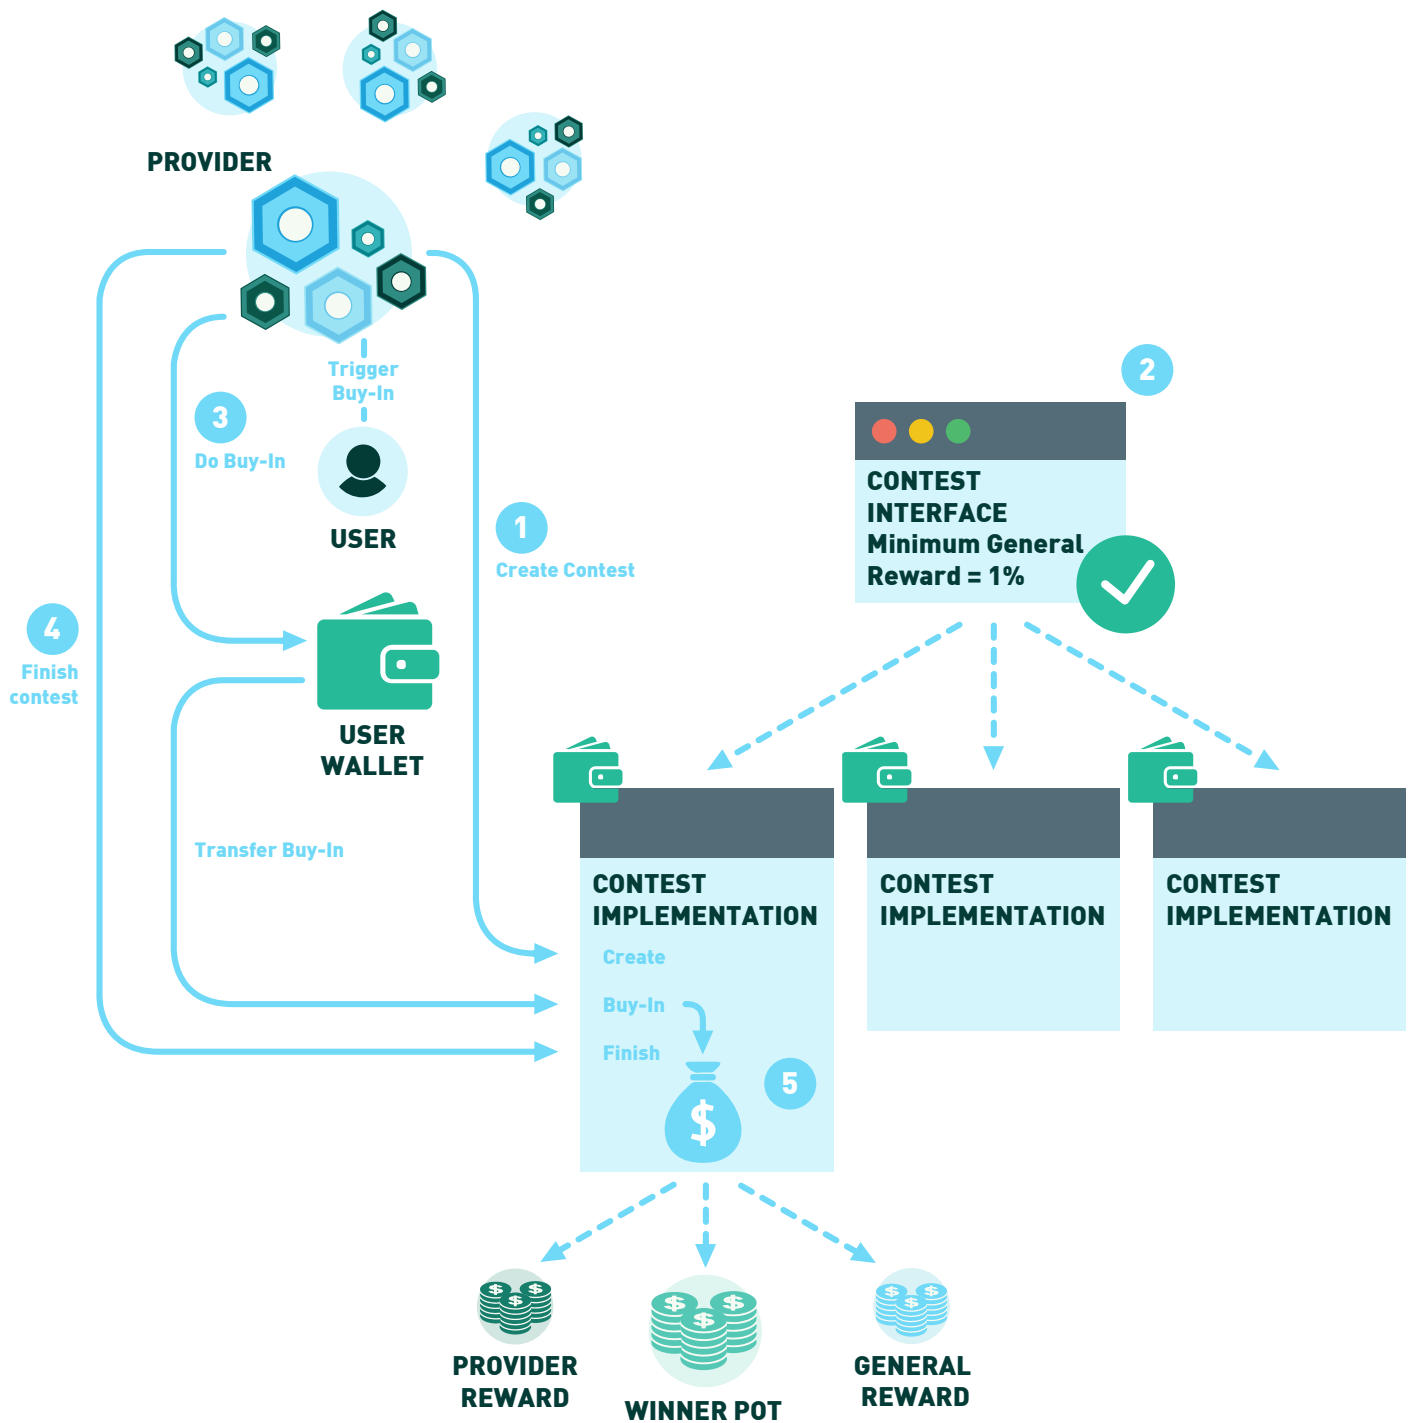 PROVIDER
Trigger
Buy-In
3
Do Buy-In
USER
1
Create Contest
2
CONTEST
INTERFACE
Minimum General
Reward = 1%
4
Finish
contest
USER
WALLET
Transfer Buy-In
CONTEST
IMPLEMENTATION
Create
Buy-In
Finish
$
5
CONTEST
IMPLEMENTATION
CONTEST
IMPLEMENTATION
$ $ $
PROVIDER
REWARD
$ $ $
WINNER POT
$ $ $
GENERAL
REWARD